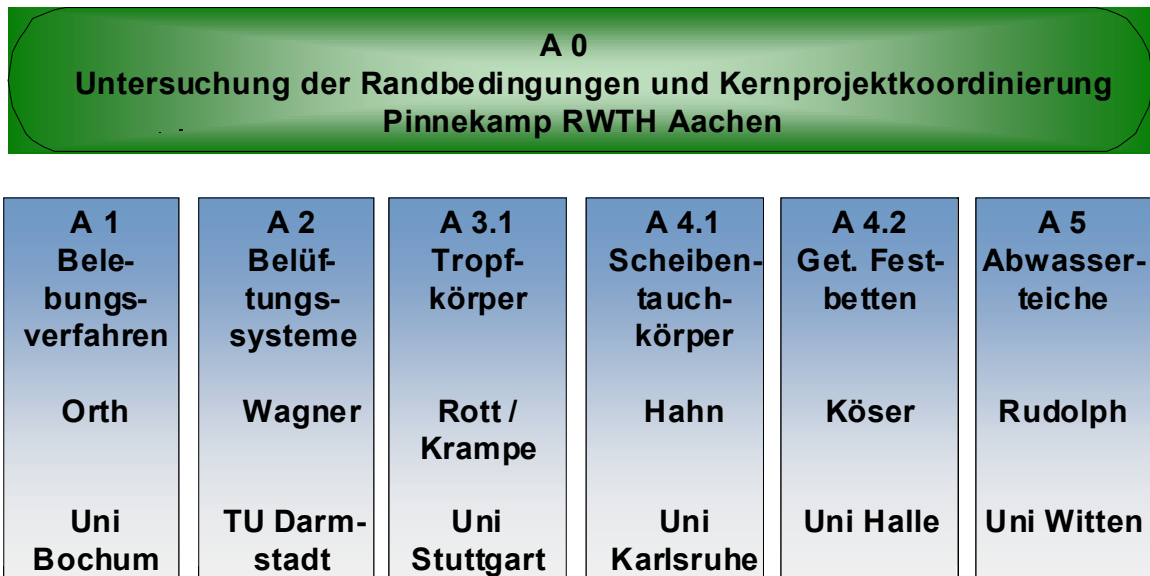 A 0
Untersuchung der Randbedingungen und Kernprojektkoordinierung
Pinnekamp RWTH Aachen
A 1
Bele-
bungs-
verfahren
Orth
Uni
Bochum
A 2
Belüf-
tungs-
systeme
Wagner
TU Darm-
stadt
A 3.1
Tropf-
körper
Rott /
Krampe
Uni
Stuttgart
A 4.1
Scheiben-
tauch-
körper
Hahn
Uni
Karlsruhe
A 4.2
Get. Fest-
betten
Köser
Uni Halle
A 5
Abwasser-
teiche
Rudolph
Uni Witten